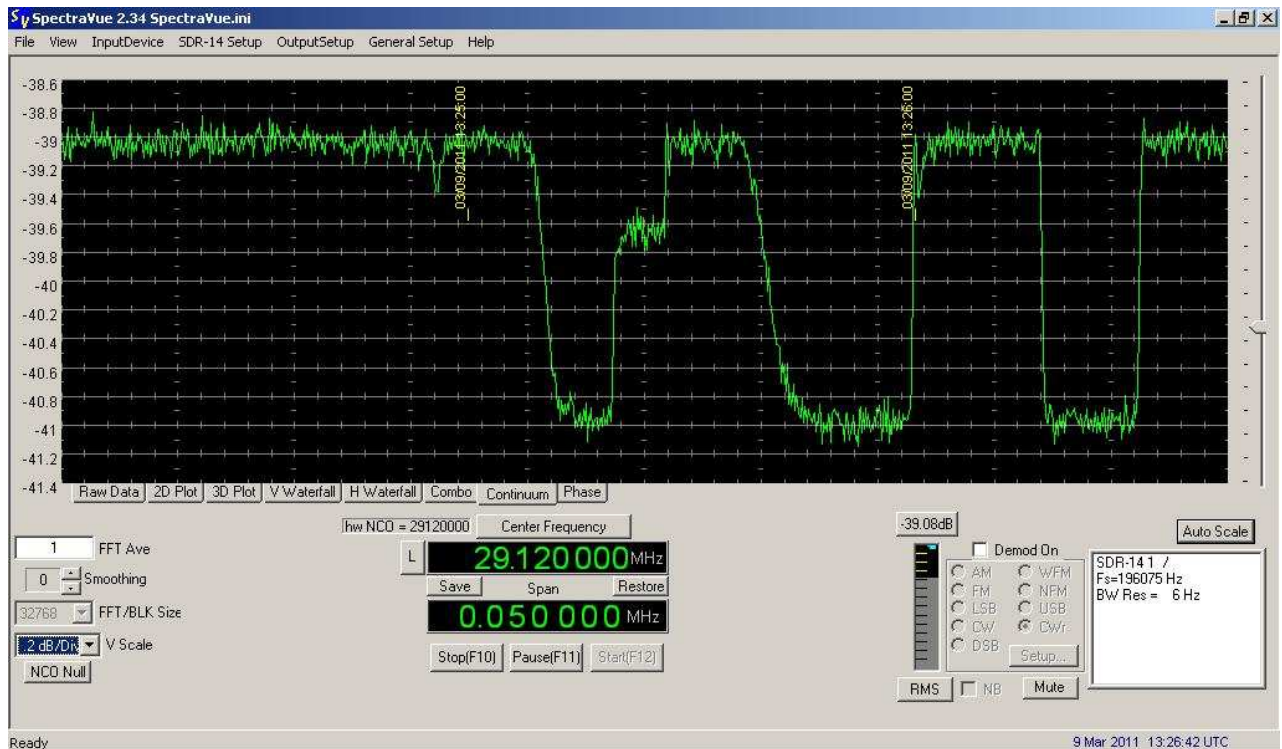 SpectraVue 2.34 SpectraVue.ini
File View InputDevice SDR-14 Setup OutputSetup General Setup Help
-38.6
-38.8
-39
-39.2
-39.4
-39.6
-39.8
-40
-40.2
-40.4
-40.6
-40.8
-41
-41.2
-41.4
03/09/2011 13:25:00
03/09/2011 13:26:00
Raw Data 2D Plot 3D Plot V Waterfall H Waterfall Combo Continuum Phase
hw NCO = 29120000 Center Frequency
L 29.120 000 MHz
Save Span Restore
0.050 000 MHz
Stop(F10) Pause(F11) Start(F12)
1 FFT Ave
0 Smoothing
32768 FFT/BLK Size
.2 dB/Div V Scale
NCO Null
-39.08dB
Demod On
AM WFM
FM NFM
LSB USB
CW CWr
DSB Setup...
RMS NB Mute
Auto Scale
SDR-14 1 /
Fs=196075 Hz
BW Res = 6 Hz
Ready
9 Mar 2011 13:26:42 UTC